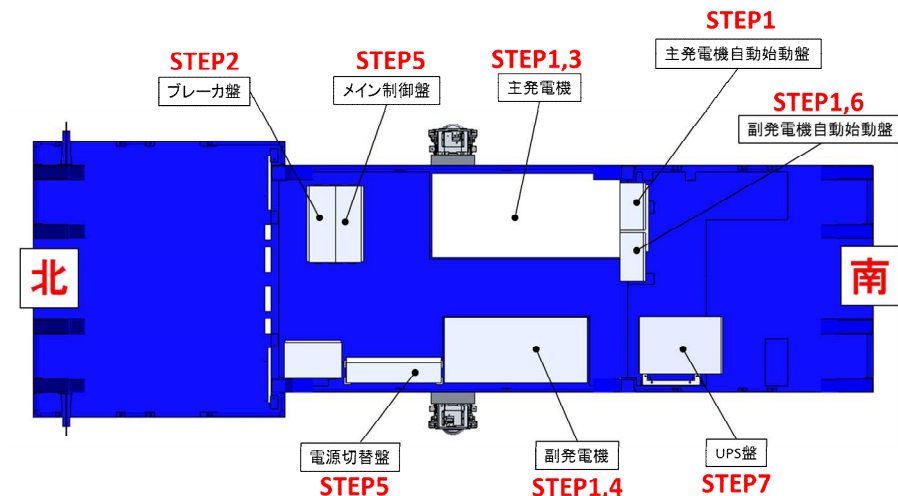 STEP1
主発電機自動始動盤
STEP2
ブレーカ盤
STEP5
メイン制御盤
STEP1,3
主発電機
STEP1,6
副発電機自動始動盤
北
南
電源切替盤
STEP5
副発電機
STEP1,4
UPS盤
STEP7